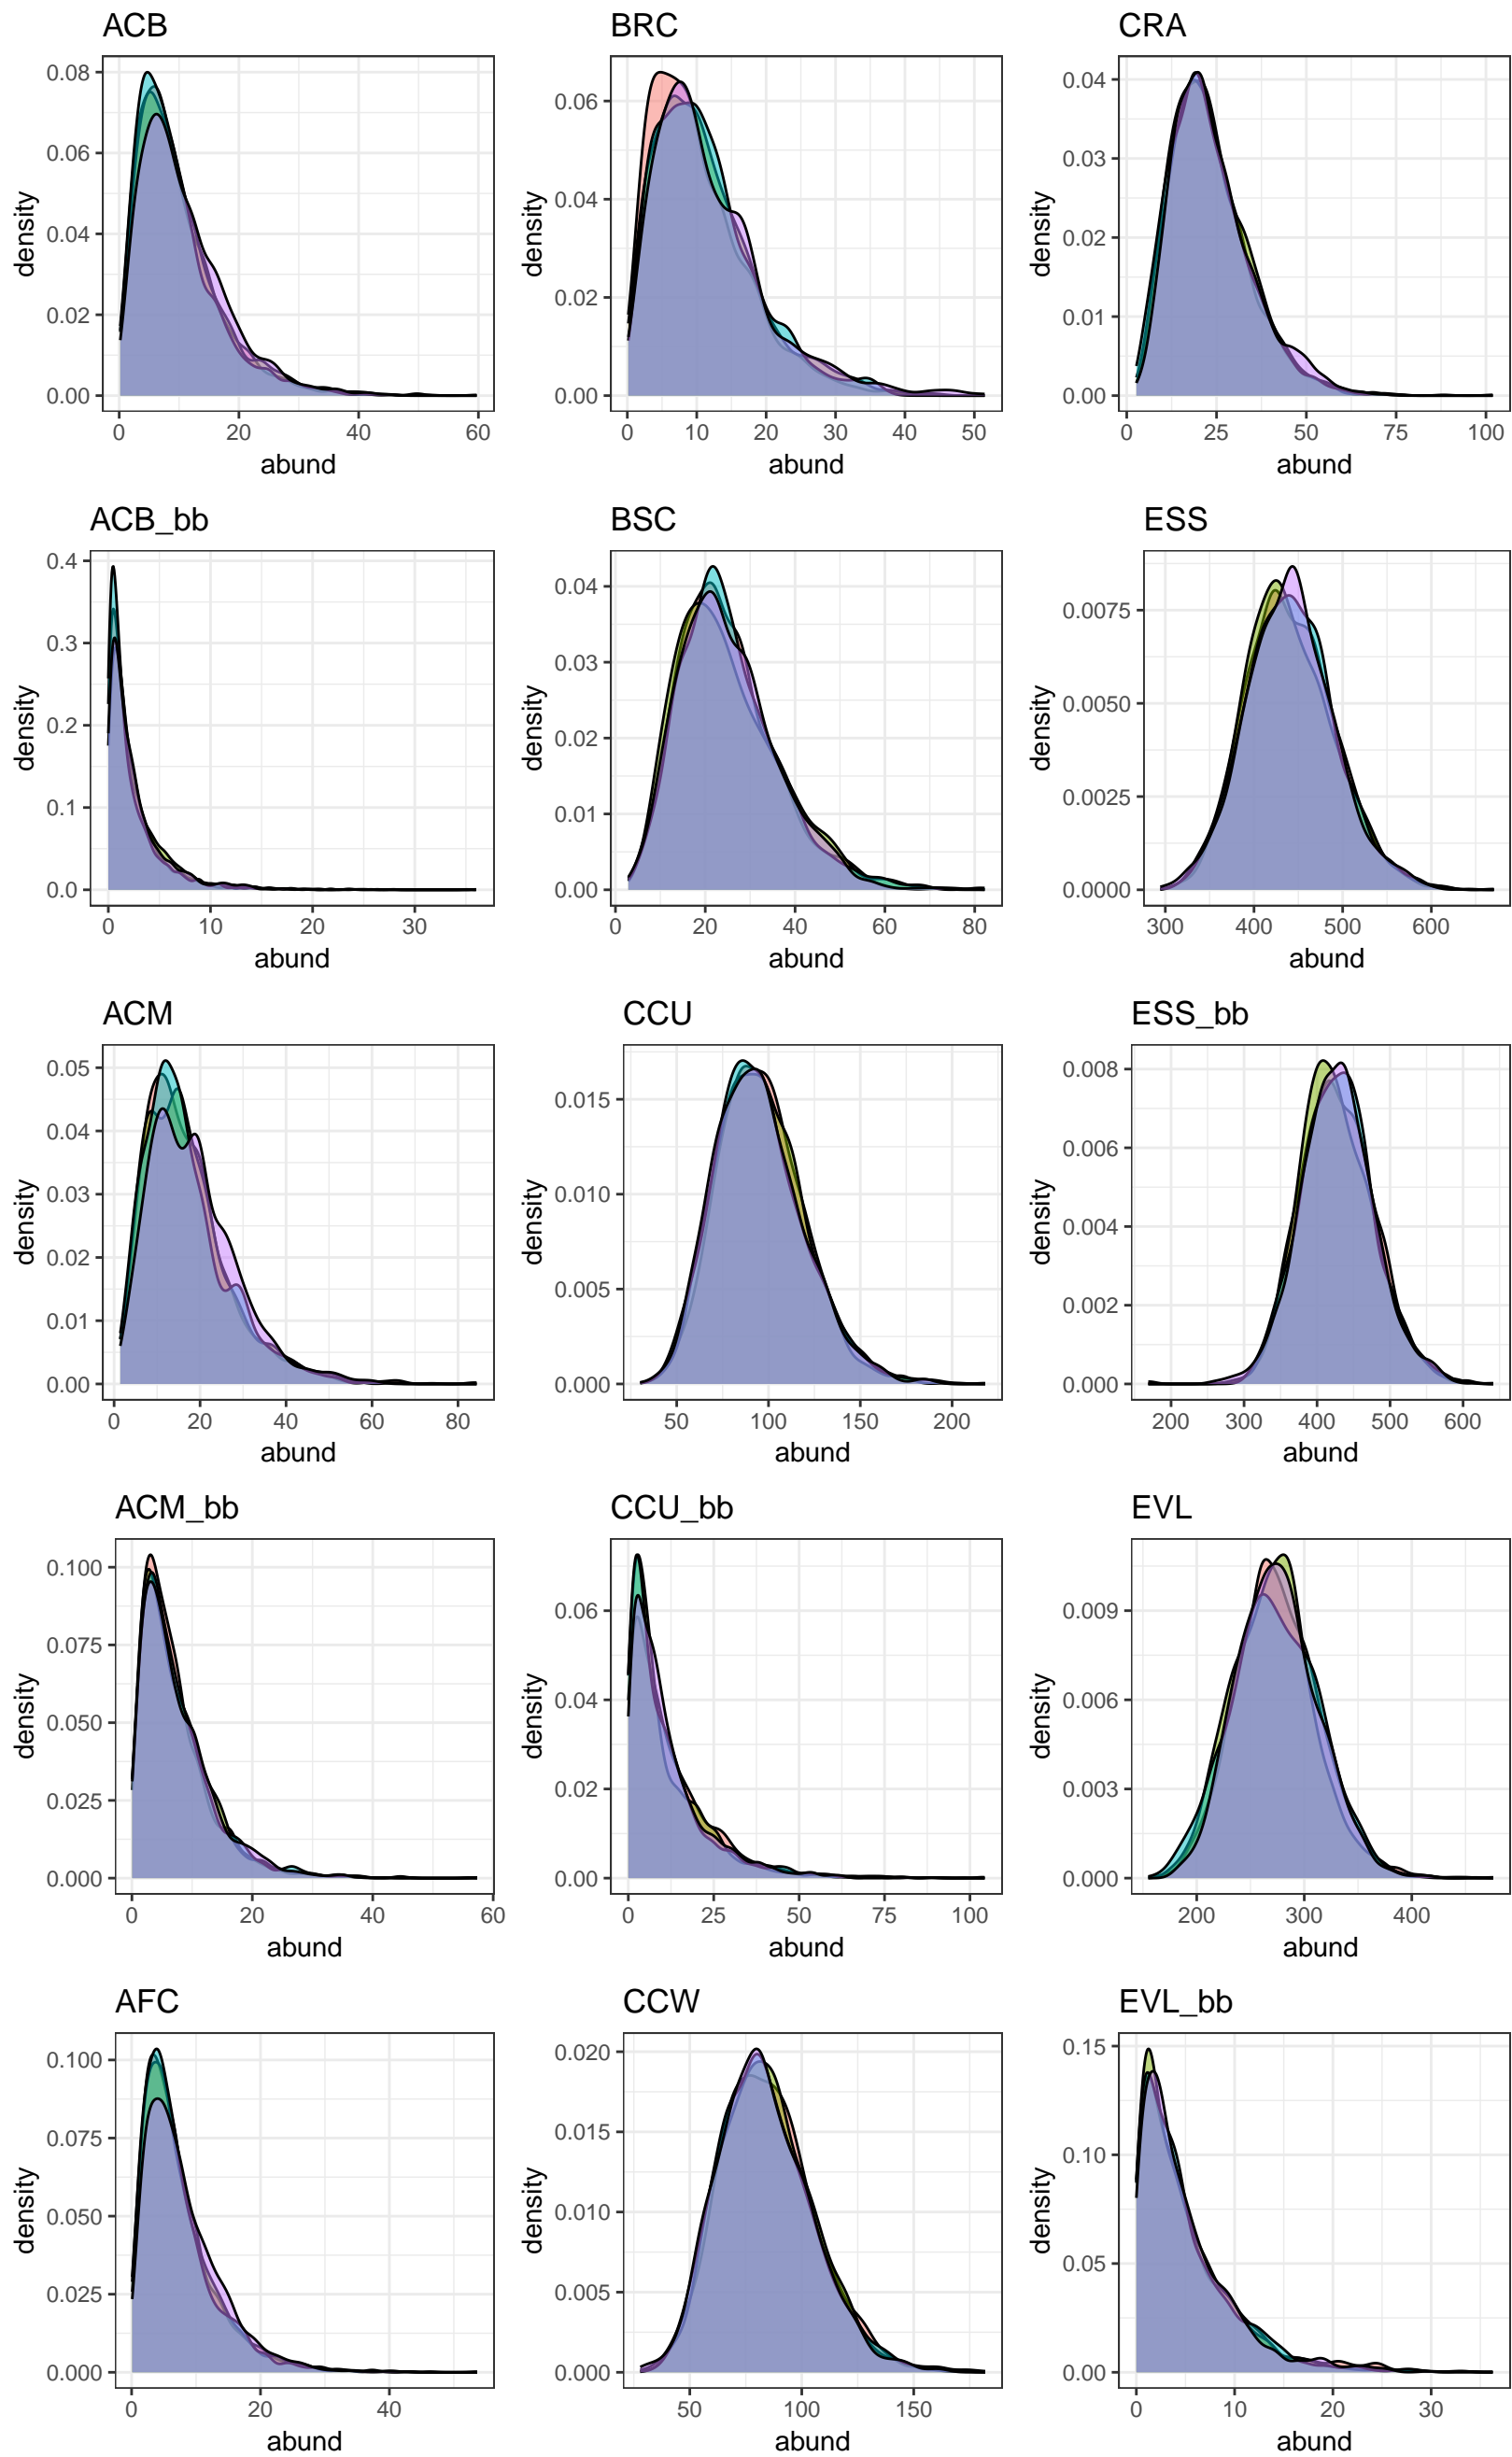 ACB
BRC
CRA
0.08
0.06
0.04
0.02
0.00
density
0 20 40 60
abund
0.06
0.04
0.02
0.00
density
0 10 20 30 40 50
abund
0.04
0.03
0.02
0.01
0.00
density
0 25 50 75 100
abund
ACB_bb
BSC
ESS
0.4
0.3
0.2
0.1
0.0
density
0 10 20 30
abund
0.04
0.03
0.02
0.01
0.00
density
0 20 40 60 80
abund
0.0075
0.0050
0.0025
0.0000
density
300 400 500 600
abund
ACM
CCU
ESS_bb
0.05
0.04
0.03
0.02
0.01
0.00
density
0 20 40 60 80
abund
0.015
0.010
0.005
0.000
density
50 100 150 200
abund
0.008
0.006
0.004
0.002
0.000
density
200 300 400 500 600
abund
ACM_bb
CCU_bb
EVL
0.100
0.075
0.050
0.025
0.000
density
0 20 40 60
abund
0.06
0.04
0.02
0.00
density
0 25 50 75 100
abund
0.009
0.006
0.003
0.000
density
200 300 400
abund
AFC
CCW
EVL_bb
0.100
0.075
0.050
0.025
0.000
density
0 20 40
abund
0.020
0.015
0.010
0.005
0.000
density
50 100 150
abund
0.15
0.10
0.05
0.00
density
0 10 20 30
abund